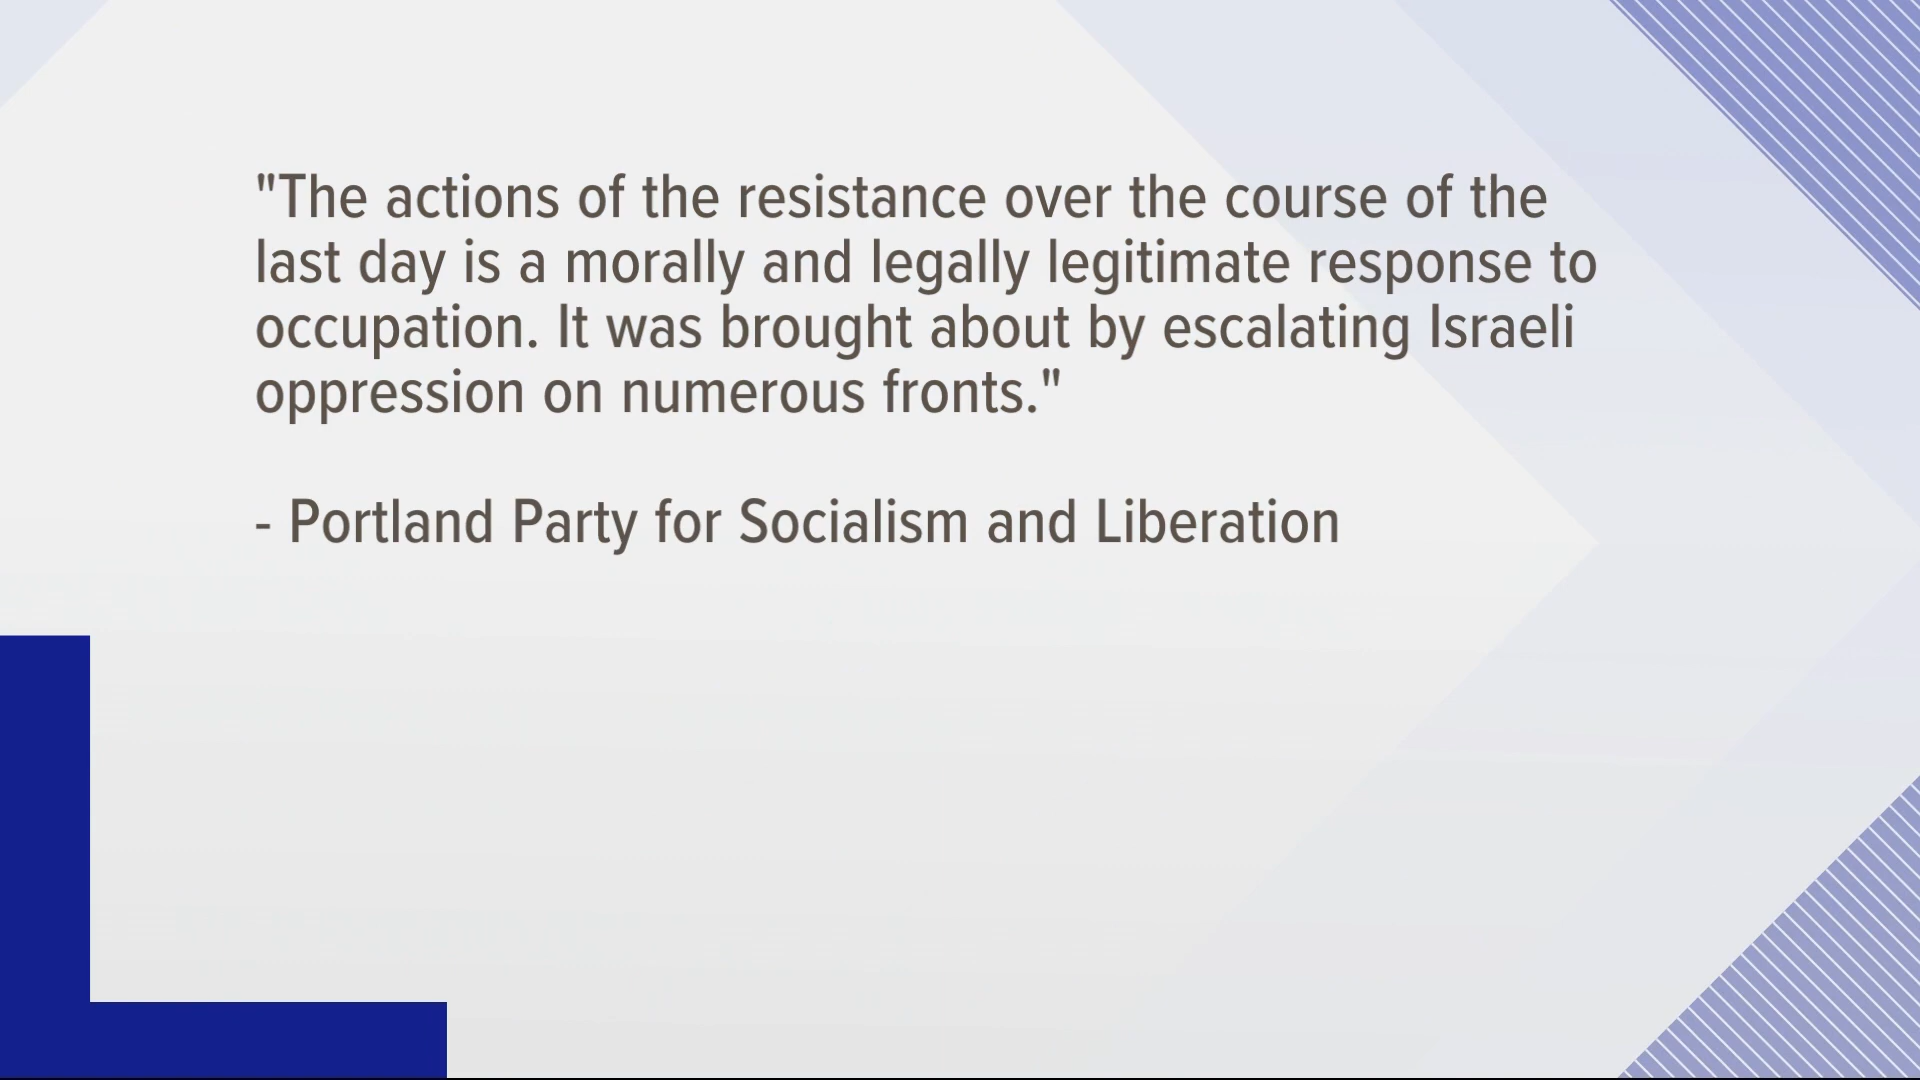 "The actions of the resistance over the course of the
last day is a morally and legally legitimate response to
occupation. It was brought about by escalating Israeli
oppression on numerous fronts."
- Portland Party for Socialism and Liberation